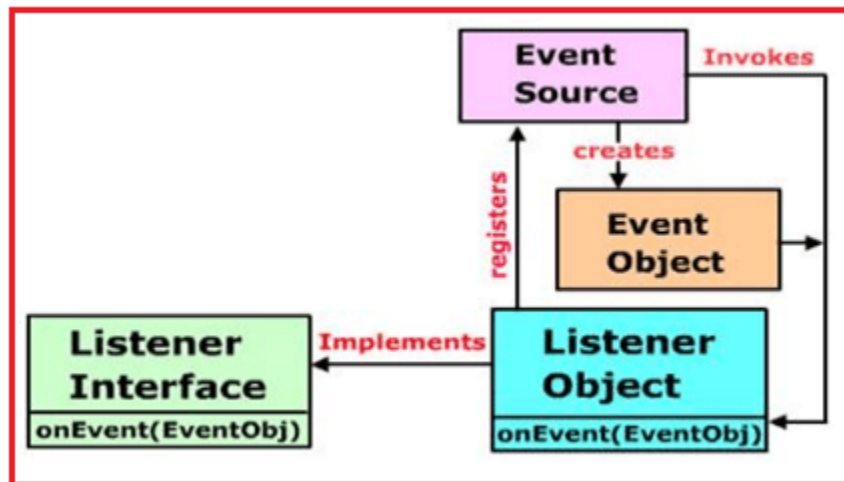 Event
Source
Invokes
creates
registers
Event
Object
Listener
Interface
onEvent(EventObj)
Implements
Listener
Object
onEvent(EventObj)